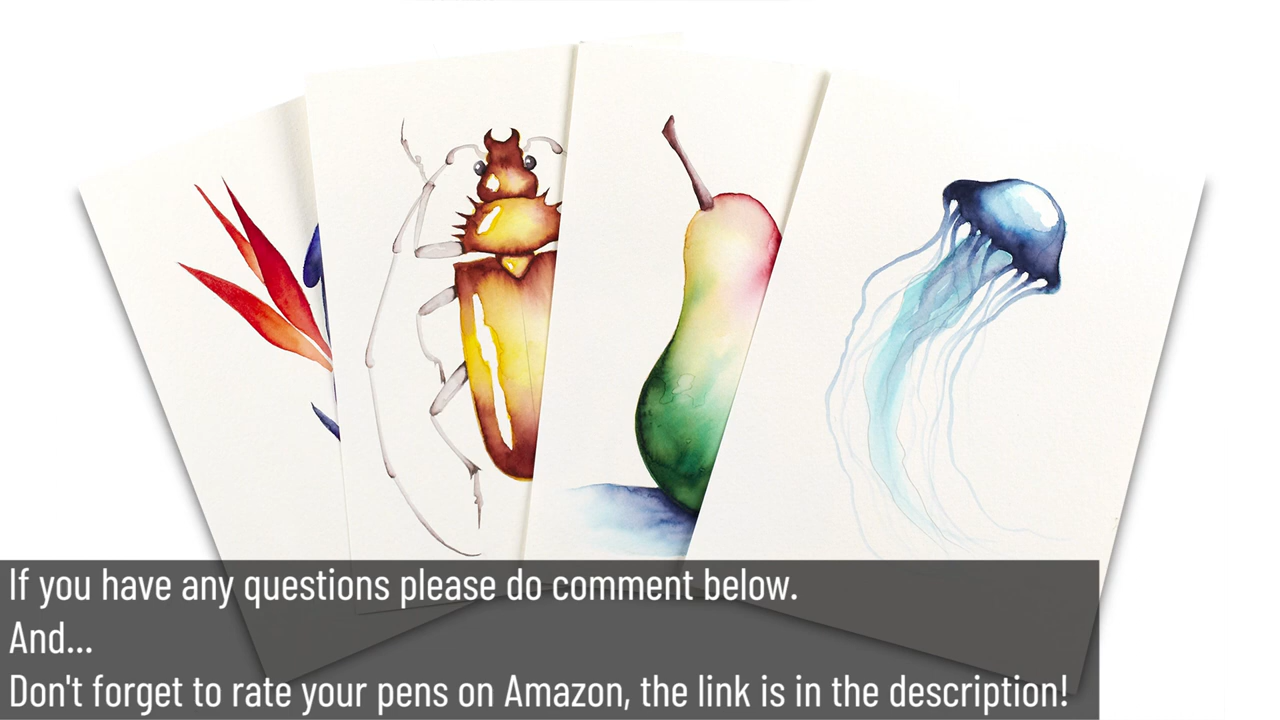 If you have any questions please do comment below.
And...
Don't forget to rate your pens on Amazon, the link is in the description!